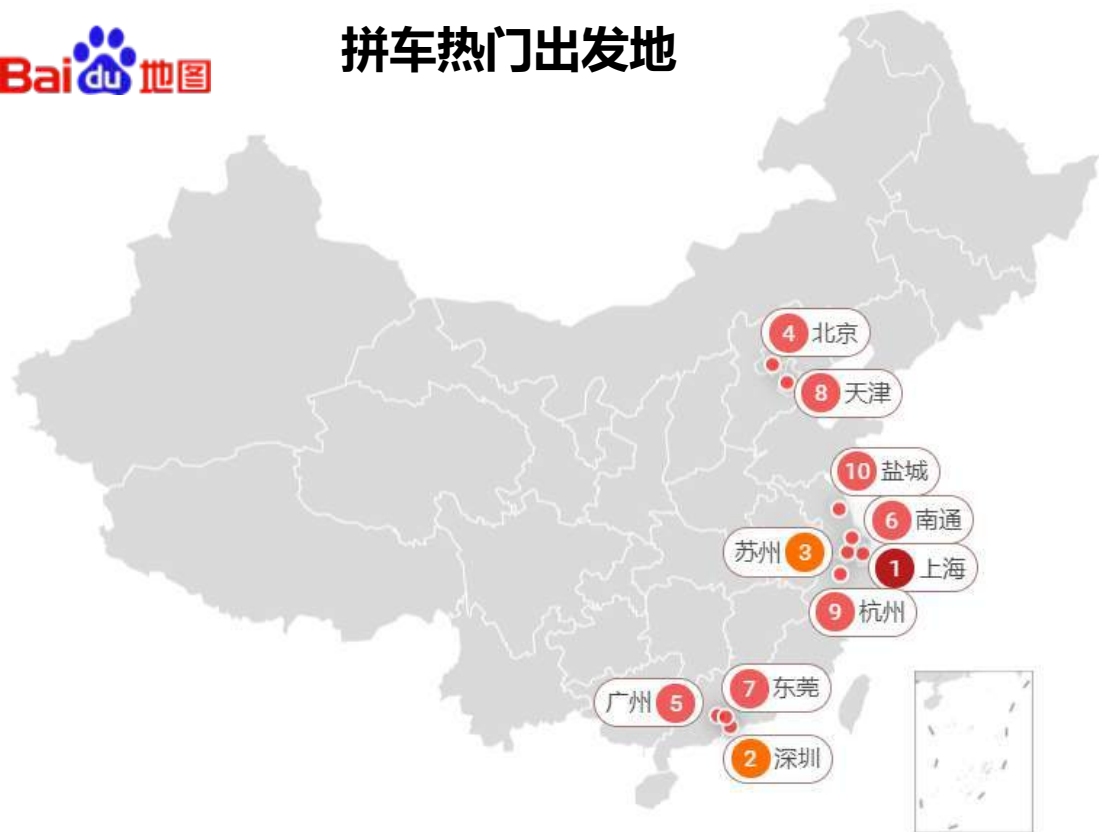 Baidu地图
拼车热门出发地
4 北京
8 天津
10 盐城
6 南通
苏州 3
1 上海
9 杭州
广州 5
7 东莞
2 深圳